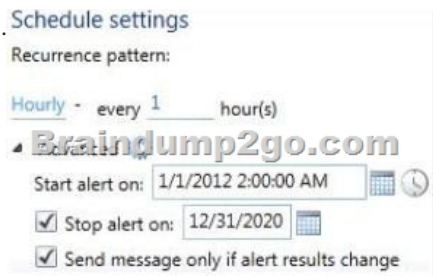 Schedule settings
Recurrence pattern:
Hourly - every 1 hour(s)
Braindump2go.com
Advanced
Start alert on: 1/1/2012 2:00:00 AM
Stop alert on: 12/31/2020
Send message only if alert results change